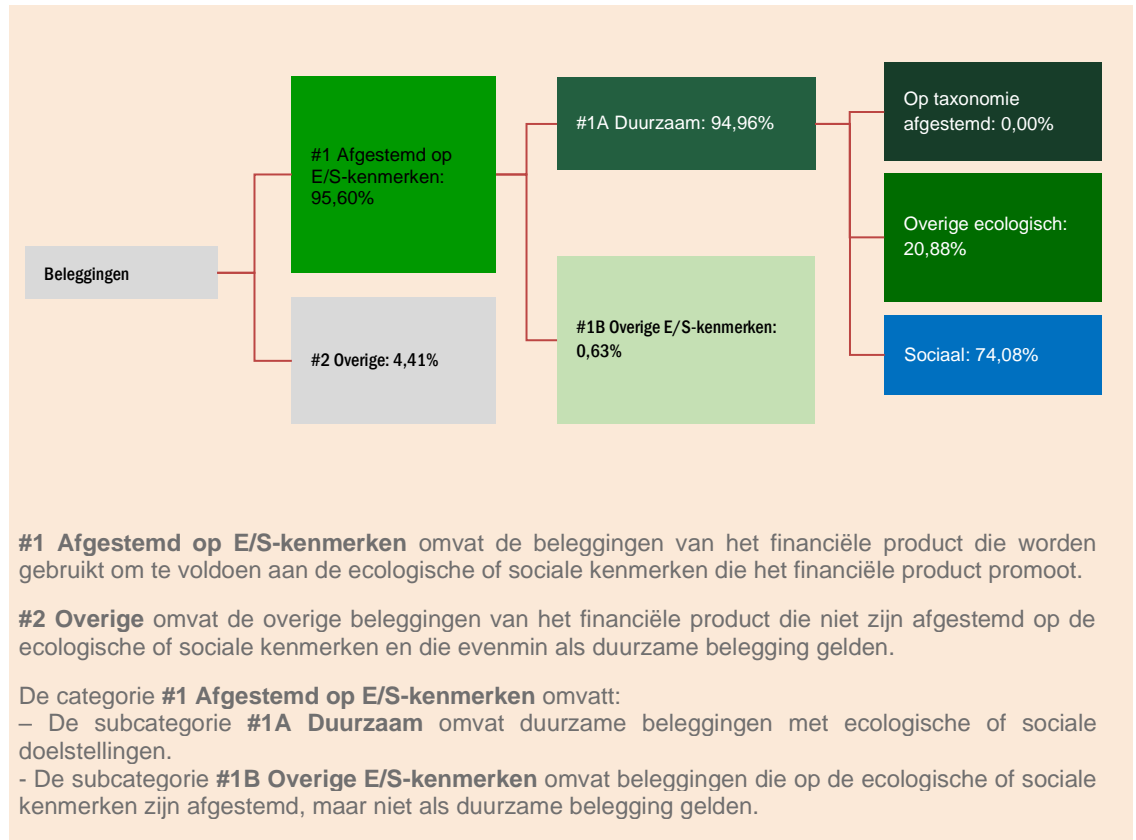 Beleggingen
#1 Afgestemd op
E/S-kenmerken:
95,60%
#2 Overige: 4,41%
#1A Duurzaam: 94,96%
#1B Overige E/S-kenmerken:
0,63%
Op taxonomie
afgestemd: 0,00%
Overige ecologisch:
20,88%
Sociaal: 74,08%
#1 Afgestemd op E/S-kenmerken omvat de beleggingen van het financiële product die worden
gebruikt om te voldoen aan de ecologische of sociale kenmerken die het financiële product promoot.
#2 Overige omvat de overige beleggingen van het financiële product die niet zijn afgestemd op de
ecologische of sociale kenmerken en die evenmin als duurzame belegging gelden.
De categorie #1 Afgestemd op E/S-kenmerken omvatt:
– De subcategorie #1A Duurzaam omvat duurzame beleggingen met ecologische of sociale
doelstellingen.
- De subcategorie #1B Overige E/S-kenmerken omvat beleggingen die op de ecologische of sociale
kenmerken zijn afgestemd, maar niet als duurzame belegging gelden.